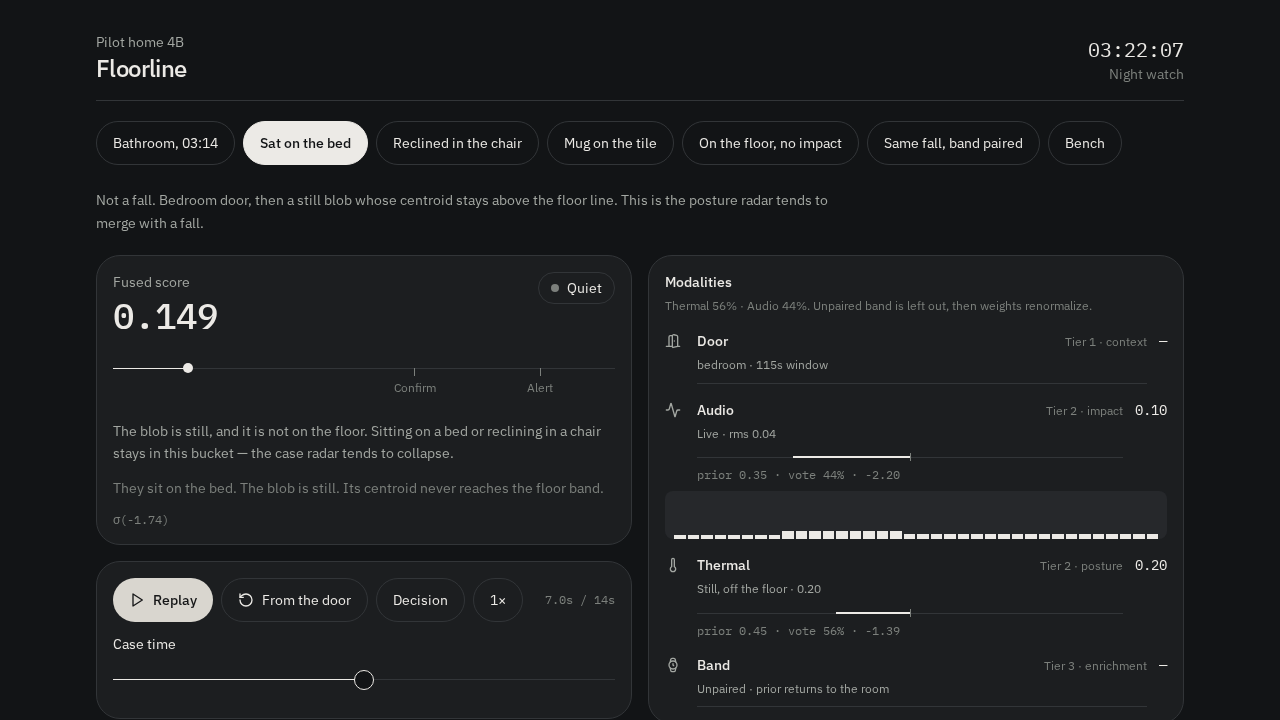 Pilot home 4B
Floorline
03:22:07
Night watch
Bathroom, 03:14
Sat on the bed
Reclined in the chair
Mug on the tile
On the floor, no impact
Same fall, band paired
Bench
Not a fall. Bedroom door, then a still blob whose centroid stays above the floor line. This is the posture radar tends to
merge with a fall.
Fused score
0.149
Quiet
Confirm
Alert
The blob is still, and it is not on the floor. Sitting on a bed or reclining in a chair
stays in this bucket — the case radar tends to collapse.
They sit on the bed. The blob is still. Its centroid never reaches the floor band.
σ(-1.74)
Replay
From the door
Decision
1×
7.0s / 14s
Case time
Modalities
Thermal 56% · Audio 44%. Unpaired band is left out, then weights renormalize.
Door
Tier 1 · context
—
bedroom · 115s window
Audio
Tier 2 · impact
0.10
Live · rms 0.04
prior 0.35 · vote 44% · -2.20
Thermal
Tier 2 · posture
0.20
Still, off the floor · 0.20
prior 0.45 · vote 56% · -1.39
Band
Tier 3 · enrichment
—
Unpaired · prior returns to the room